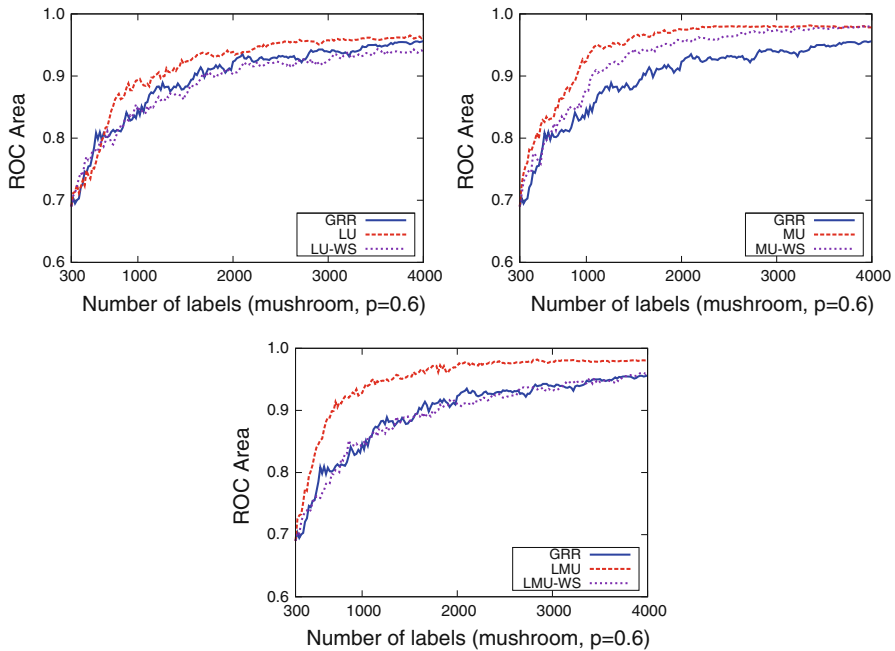 1.0
0.9
0.8
0.7
0.6
ROC Area
300 1000 2000 3000 4000
Number of labels (mushroom, p=0.6)
GRR
LU
LU-WS
1.0
0.9
0.8
0.7
0.6
ROC Area
300 1000 2000 3000 4000
Number of labels (mushroom, p=0.6)
GRR
MU
MU-WS
1.0
0.9
0.8
0.7
0.6
ROC Area
300 1000 2000 3000 4000
Number of labels (mushroom, p=0.6)
GRR
LMU
LMU-WS